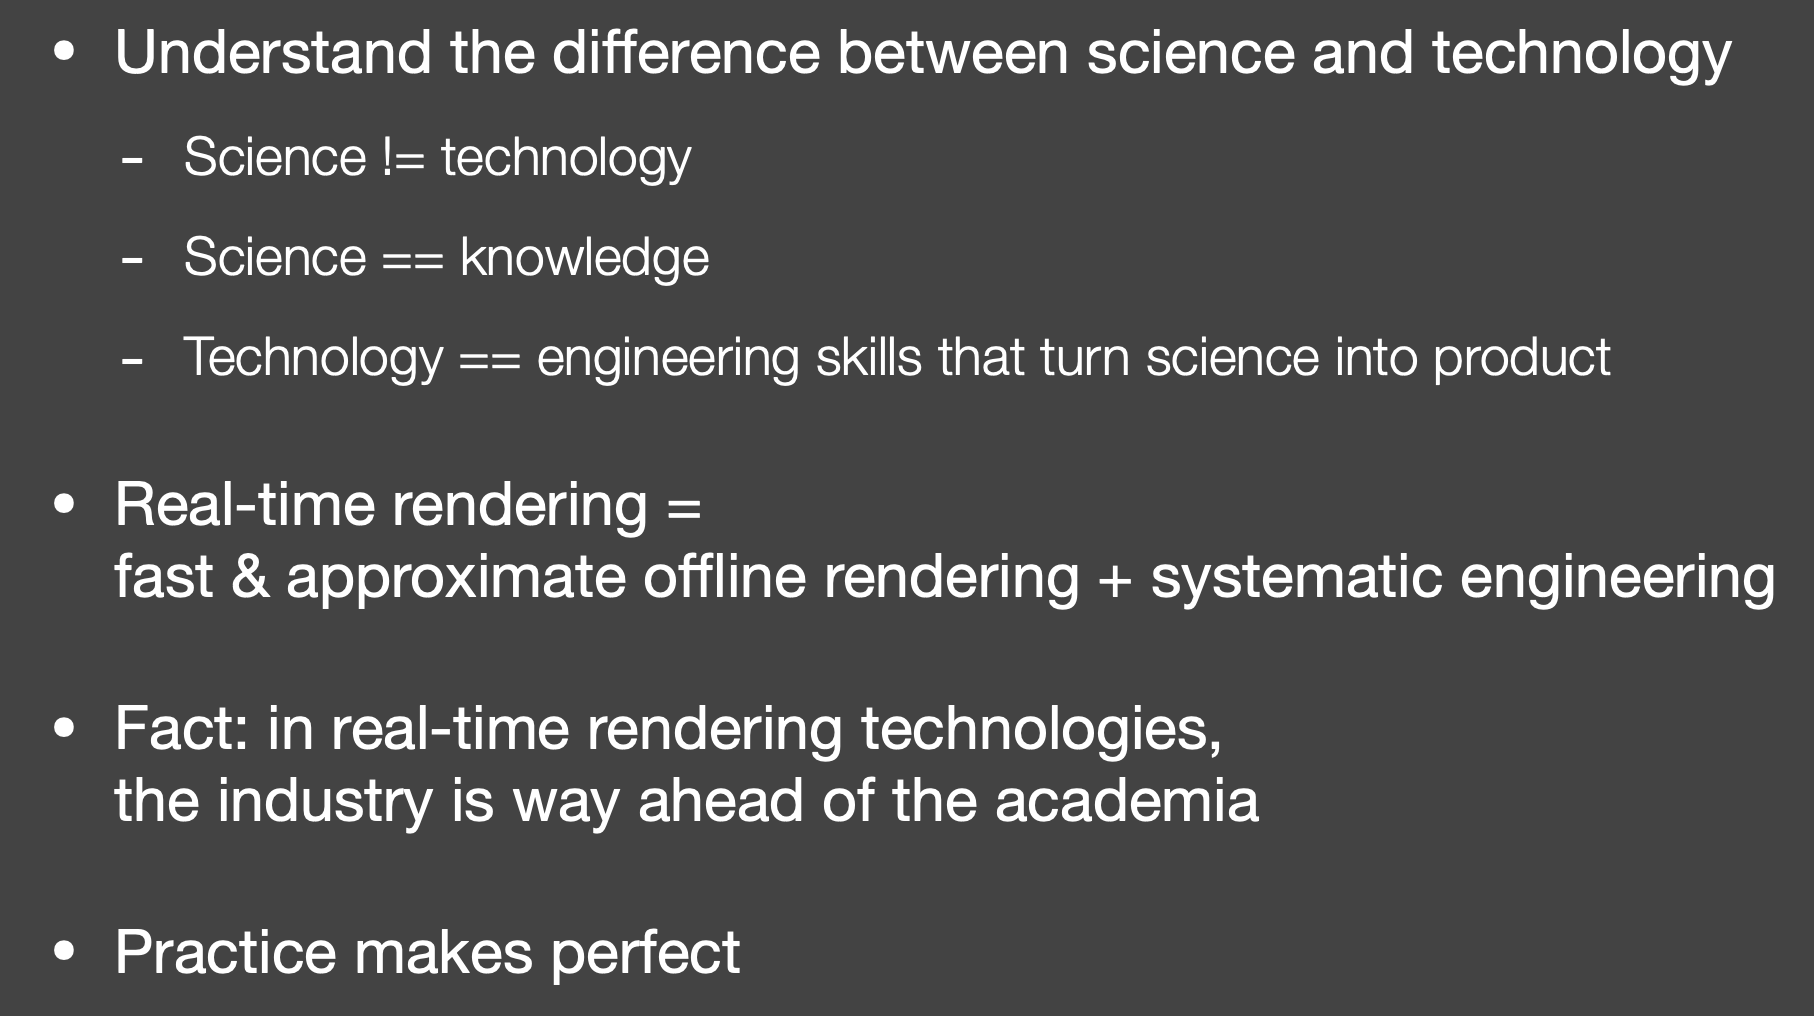 • Understand the difference between science and technology
- Science != technology
- Science == knowledge
- Technology == engineering skills that turn science into product
• Real-time rendering =
fast & approximate offline rendering + systematic engineering
• Fact: in real-time rendering technologies,
the industry is way ahead of the academia
• Practice makes perfect